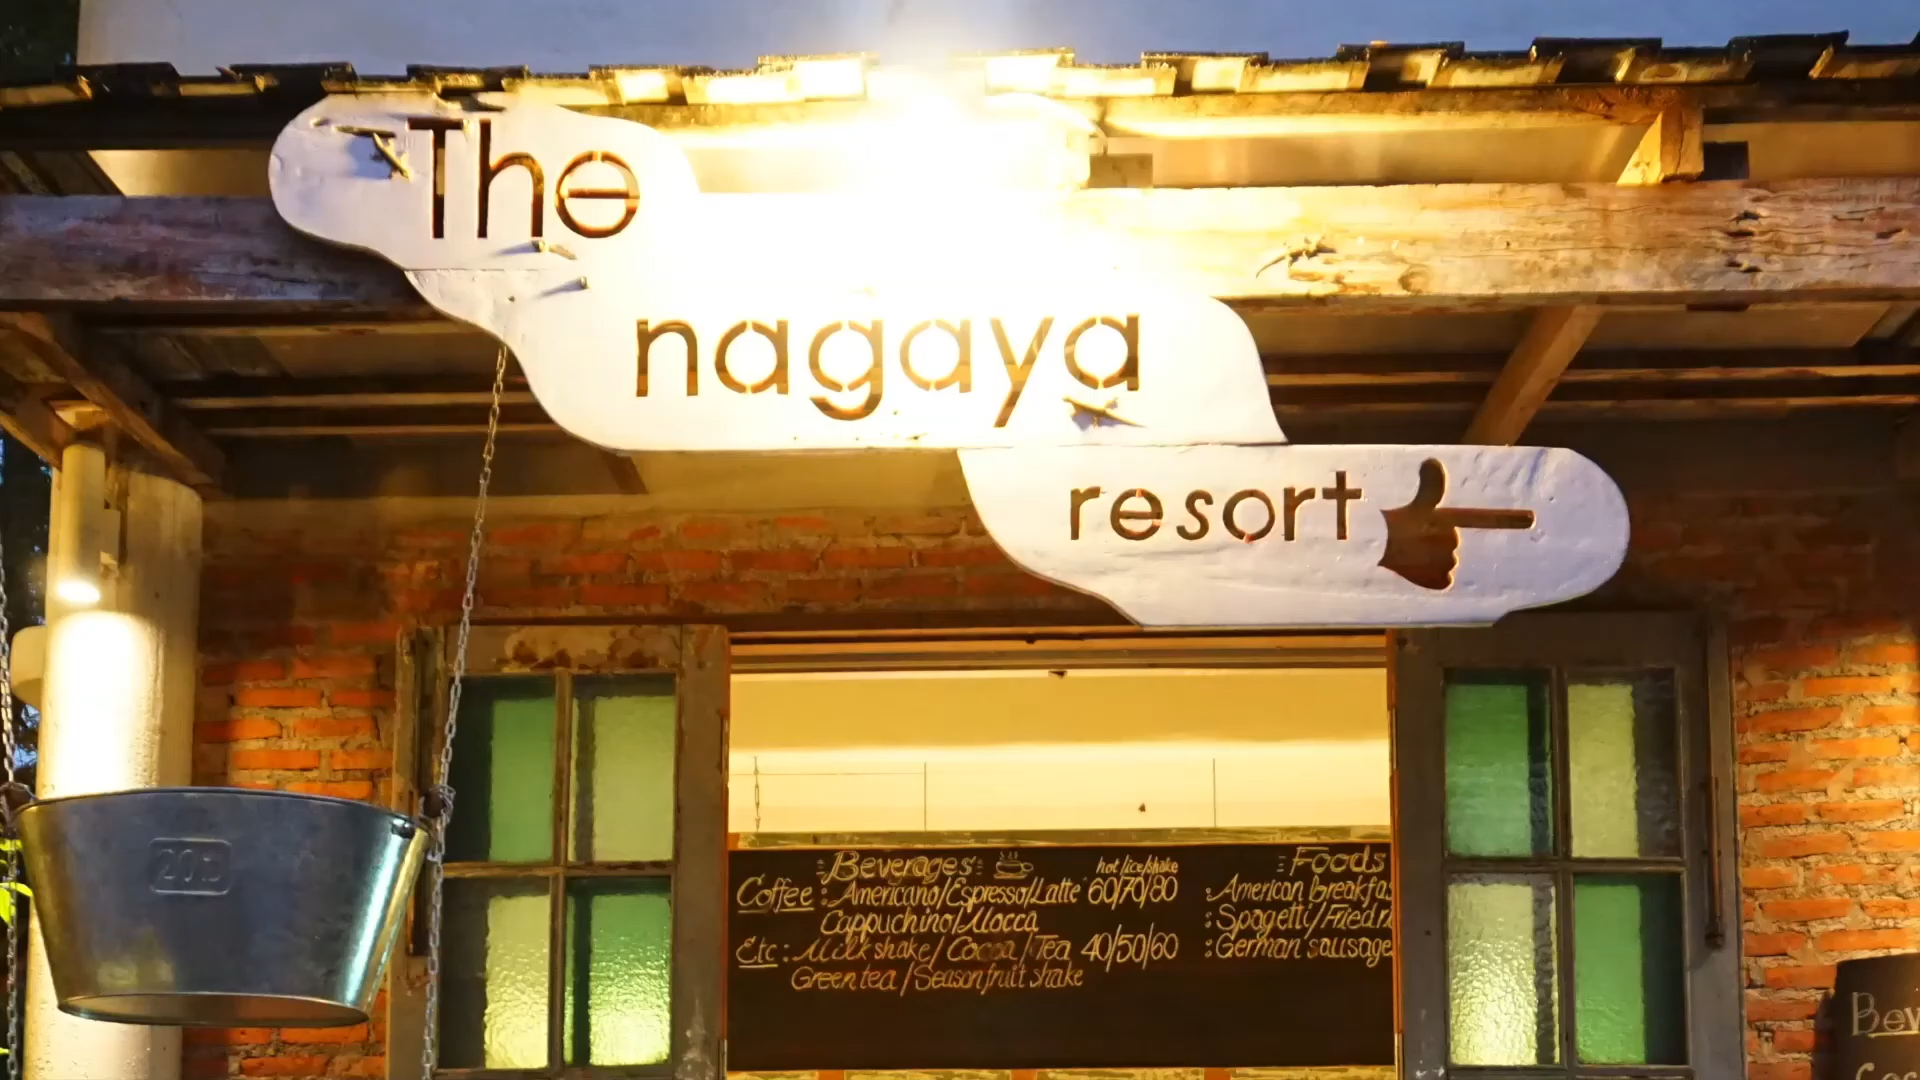 The
nagaya
resort
Beverages
hot/ice/shake
Coffee : Americano/Espresso/Latte 60/70/80
Cappuchino/Mocca
Etc : Milk shake/ Cocoa /Tea 40/50/60
Green tea /Season fruit shake
Foods
: American breakfas
: Spagetti/Fried r
: German sausage
Bev